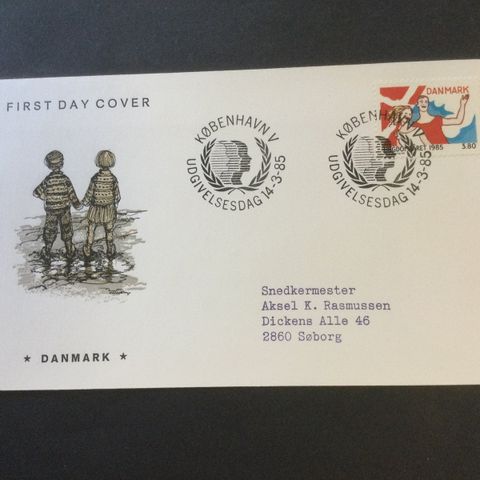 FIRST DAY COVER
KØBENHAVN V
UDGIVELSESDAG 14-3-85
KØBENHAVN V
UDGIVELSESDAG 14-3-85
DANMARK
1985
3.80
Snedkermester
Aksel K. Rasmussen
Dickens Alle 46
2860 Søborg
* DANMARK *